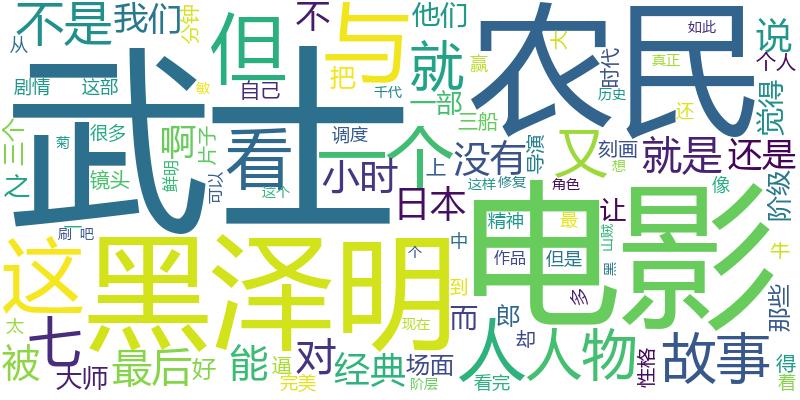 不是 我们 分钟 但 与 不 他们 农民 如此 说
从 就 赢 大 时代 真正 个人
剧情 这部 武士 自己 把 千代 一部 历史 还 觉得
三个 菊 很多 片子 啊 敏 看 调度 一个 三船 导演 又 刻画 就是 还是
之 镜头 鲜明 可以 这个 小时 上 没有 这样 修复 角色 想 像 阶级
一 刷 吧 日本 精神 最 让 山贼
这 黑泽明 中 作品 但是 电影 黑 牛 那些
个 到 多
太 七 现在 而 郎 却
被 大师 最后 好 能 逼 完美 对 经典 阶层 场面 人 看完 人物 性格 故事 得 着